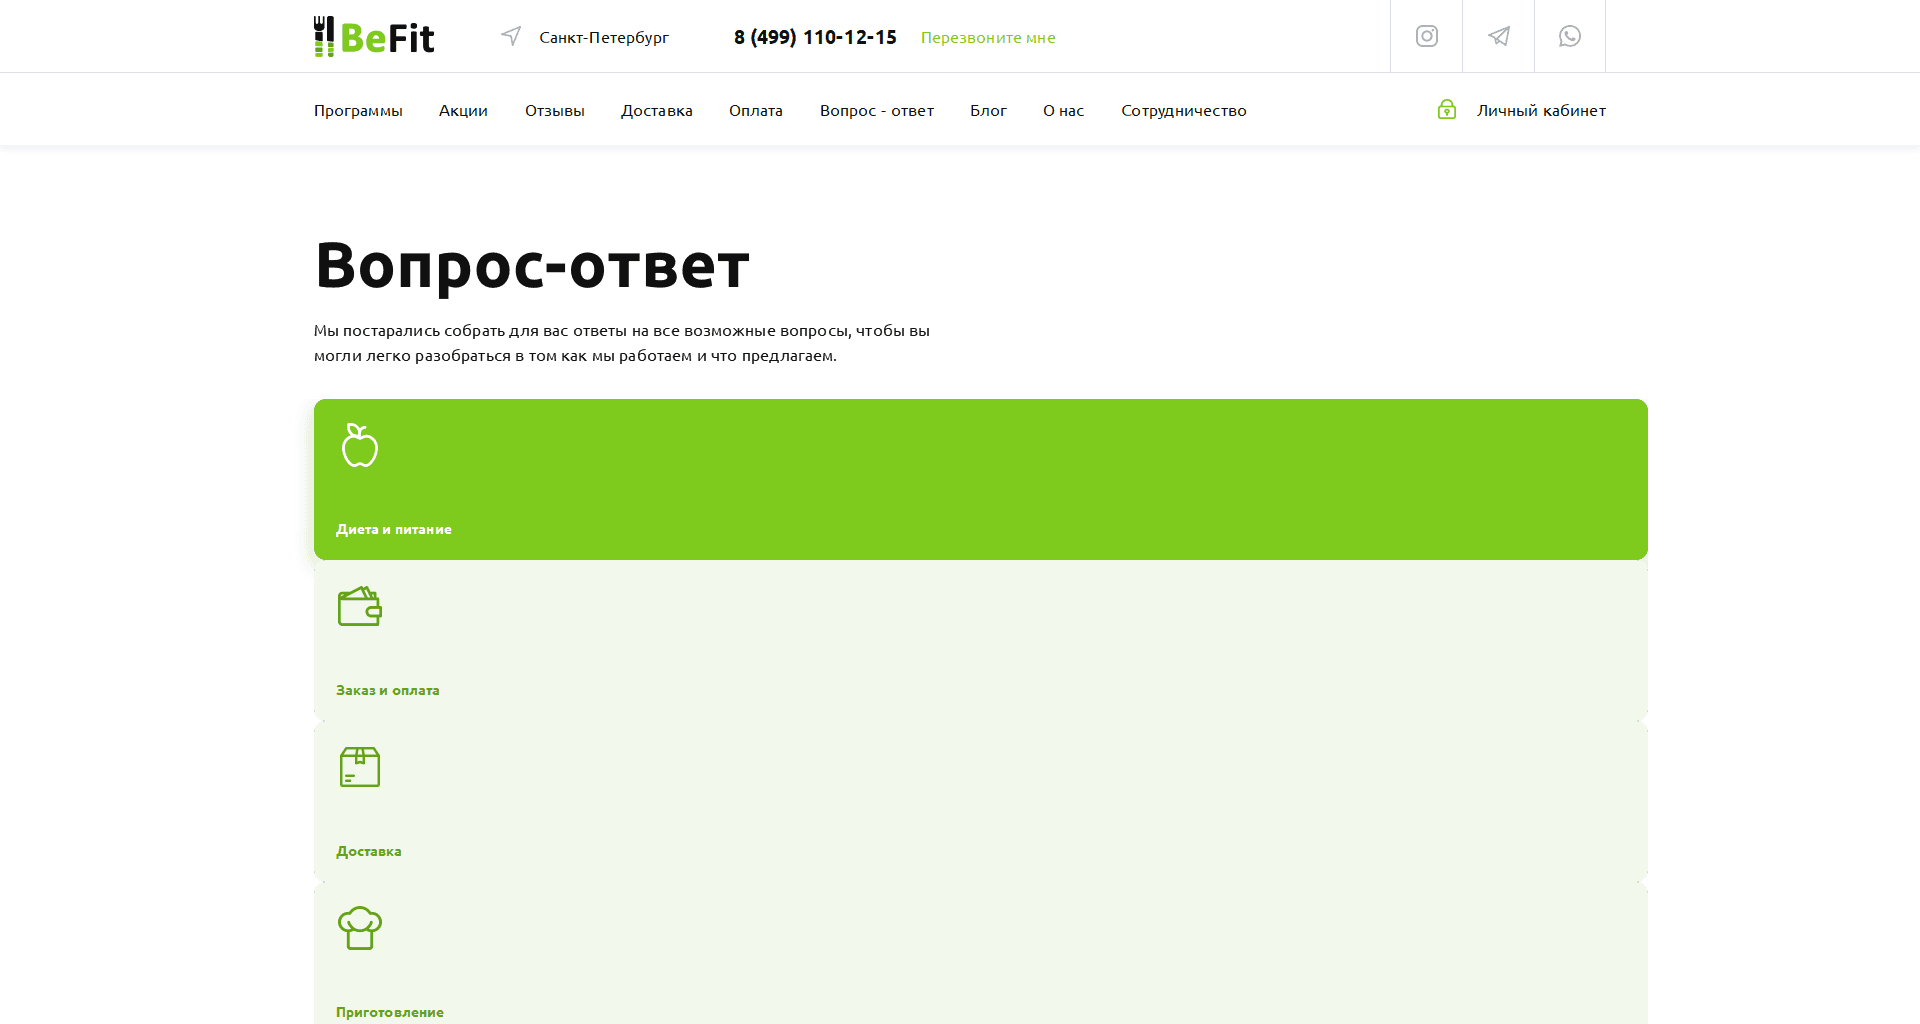 BeFit
Санкт-Петербург
8 (499) 110-12-15
Перезвоните мне
Программы
Акции
Отзывы
Доставка
Оплата
Вопрос - ответ
Блог
О нас
Сотрудничество
Личный кабинет
Вопрос-ответ
Мы постарались собрать для вас ответы на все возможные вопросы, чтобы вы
могли легко разобраться в том как мы работаем и что предлагаем.
Диета и питание
Заказ и оплата
Доставка
Приготовление